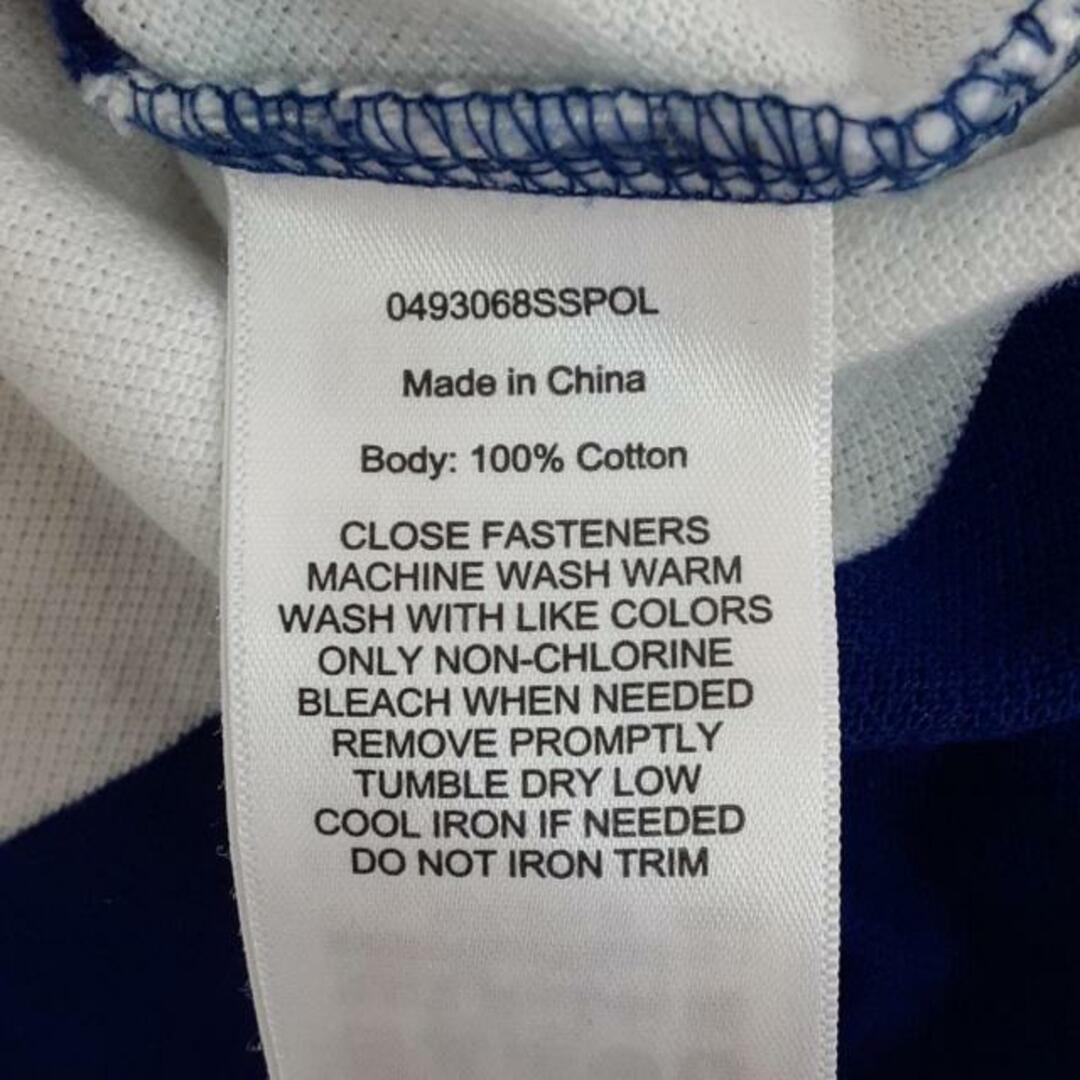 0493068SSPOL
Made in China
Body: 100% Cotton
CLOSE FASTENERS
MACHINE WASH WARM
WASH WITH LIKE COLORS
ONLY NON-CHLORINE
BLEACH WHEN NEEDED
REMOVE PROMPTLY
TUMBLE DRY LOW
COOL IRON IF NEEDED
DO NOT IRON TRIM